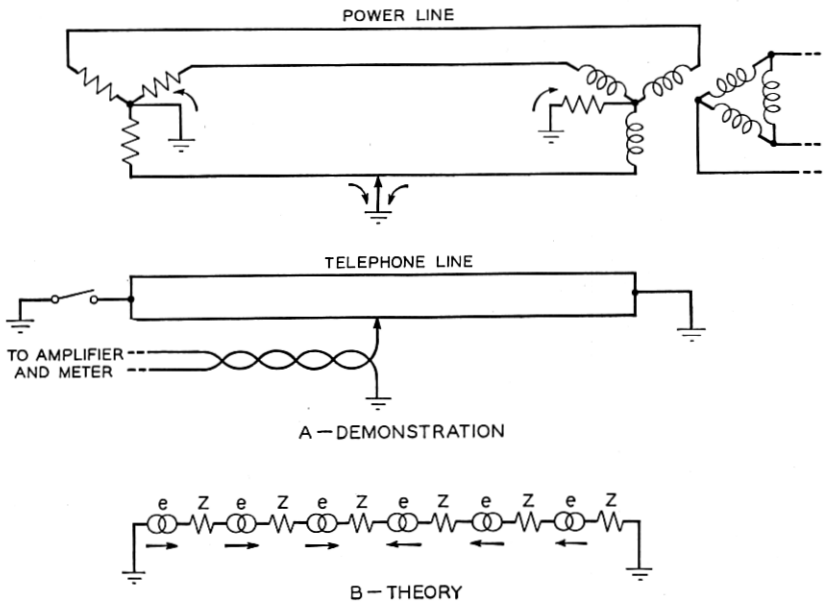 POWER LINE
TELEPHONE LINE
TO AMPLIFIER
AND METER
A — DEMONSTRATION
e Z e Z e Z e Z e Z e Z
B — THEORY